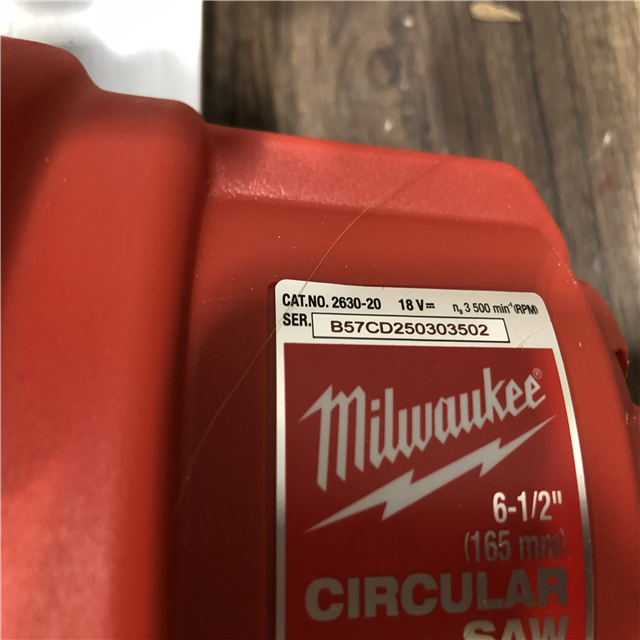 CAT.NO. 2630-20 18 V⎓ n₀ 3 500 min⁻¹ (RPM)
SER. B57CD250303502
Milwaukee®
6-1/2"
(165 mm)
CIRCULAR
SAW